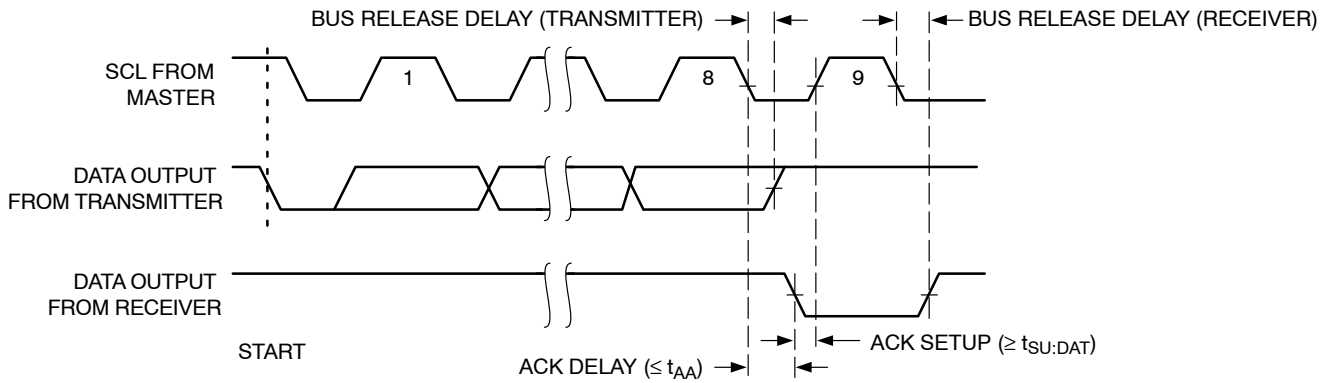 BUS RELEASE DELAY (TRANSMITTER)
BUS RELEASE DELAY (RECEIVER)
SCL FROM
MASTER
1
8
9
DATA OUTPUT
FROM TRANSMITTER
DATA OUTPUT
FROM RECEIVER
START
ACK SETUP (≥ tSU:DAT)
ACK DELAY (≤ tAA)